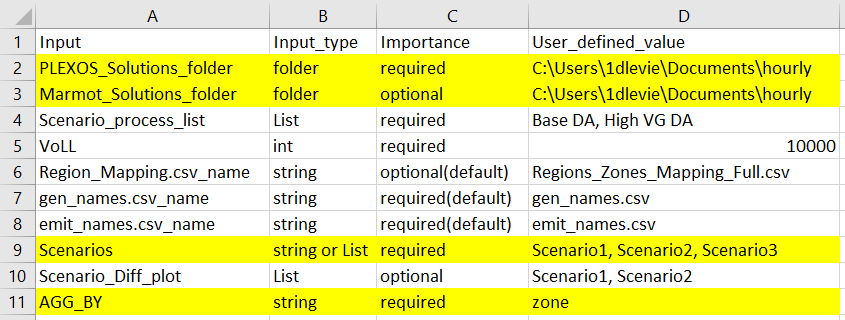 A B C D
1 Input Input_type Importance User_defined_value
2 PLEXOS_Solutions_folder folder required C:\Users\1dlevie\Documents\hourly
3 Marmot_Solutions_folder folder optional C:\Users\1dlevie\Documents\hourly
4 Scenario_process_list List required Base DA, High VG DA
5 VoLL int required 10000
6 Region_Mapping.csv_name string optional(default) Regions_Zones_Mapping_Full.csv
7 gen_names.csv_name string required(default) gen_names.csv
8 emit_names.csv_name string required(default) emit_names.csv
9 Scenarios string or List required Scenario1, Scenario2, Scenario3
10 Scenario_Diff_plot List optional Scenario1, Scenario2
11 AGG_BY string required zone